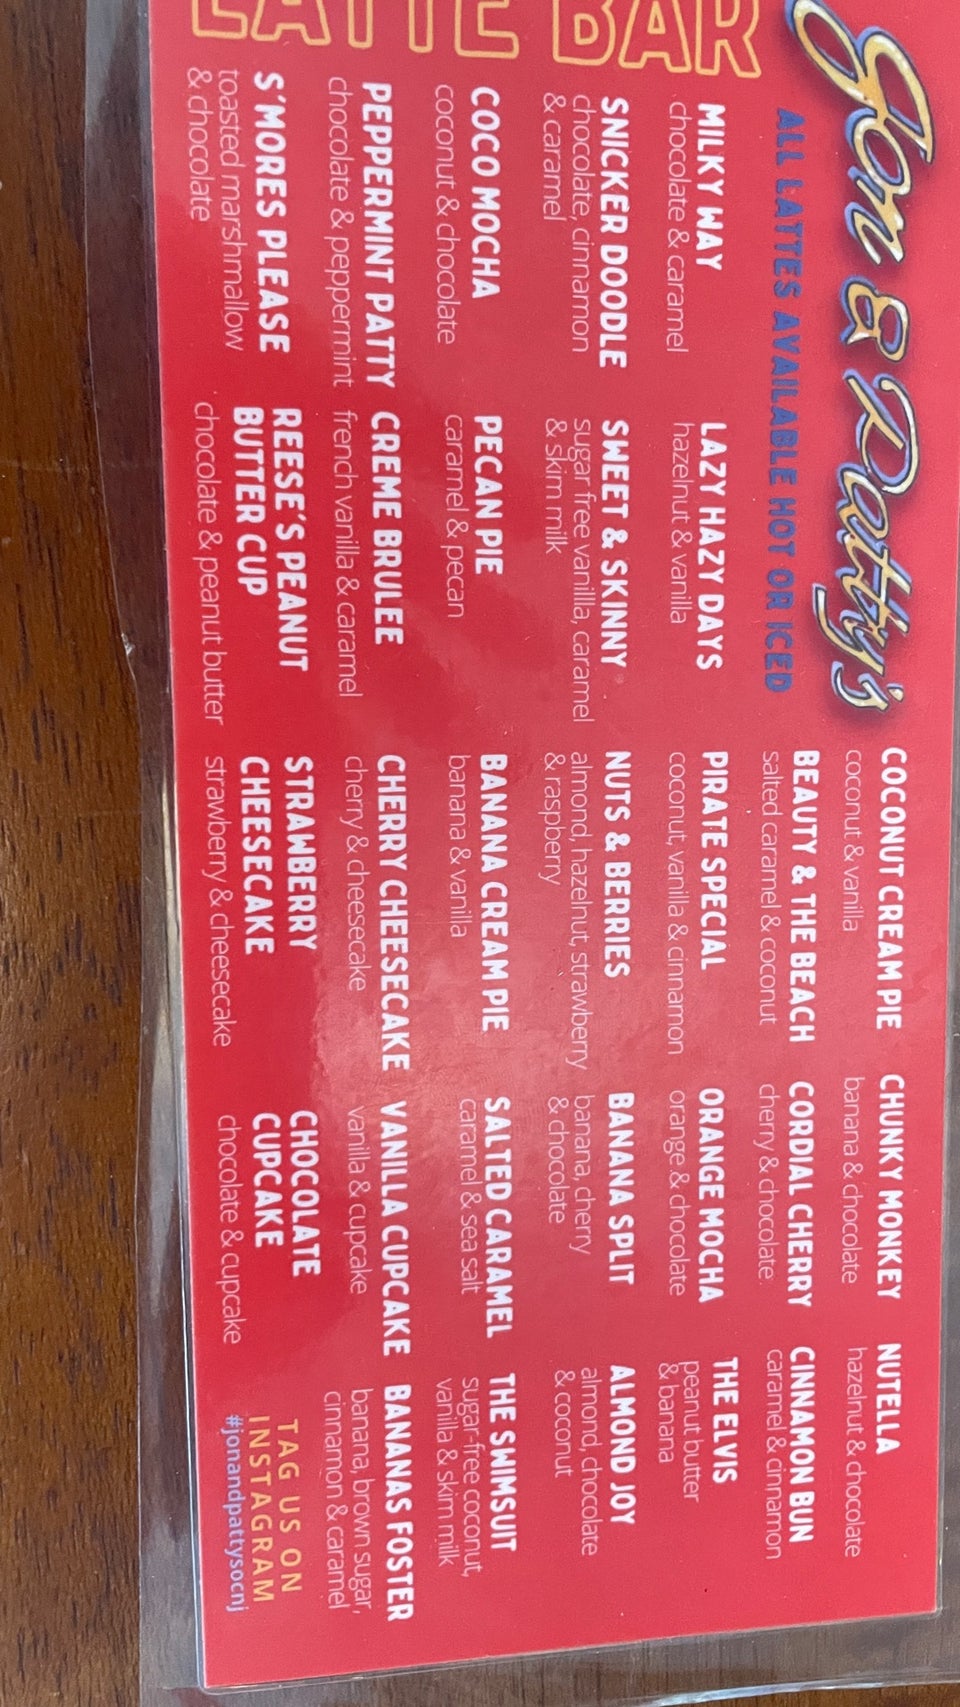 Jon & Patty's
LATTE BAR
ALL LATTES AVAILABLE HOT OR ICED
MILKY WAY
chocolate & caramel
SNICKER DOODLE
chocolate, cinnamon
& caramel
COCO MOCHA
coconut & chocolate
PEPPERMINT PATTY
chocolate & peppermint
S'MORES PLEASE
toasted marshmallow
& chocolate
LAZY HAZY DAYS
hazelnut & vanilla
SWEET & SKINNY
sugar free vanilla, caramel
& skim milk
PECAN PIE
caramel & pecan
CREME BRULEE
french vanilla & caramel
REESE'S PEANUT
BUTTER CUP
chocolate & peanut butter
COCONUT CREAM PIE
coconut & vanilla
BEAUTY & THE BEACH
salted caramel & coconut
PIRATE SPECIAL
coconut, vanilla & cinnamon
NUTS & BERRIES
almond, hazelnut, strawberry
& raspberry
BANANA CREAM PIE
banana & vanilla
CHERRY CHEESECAKE
cherry & cheesecake
STRAWBERRY
CHEESECAKE
strawberry & cheesecake
CHUNKY MONKEY
banana & chocolate
CORDIAL CHERRY
cherry & chocolate
ORANGE MOCHA
orange & chocolate
BANANA SPLIT
banana, cherry
& chocolate
SALTED CARAMEL
caramel & sea salt
VANILLA CUPCAKE
vanilla & cupcake
CHOCOLATE
CUPCAKE
chocolate & cupcake
NUTELLA
hazelnut & chocolate
CINNAMON BUN
caramel & cinnamon
THE ELVIS
peanut butter
& banana
ALMOND JOY
almond, chocolate
& coconut
THE SWIMSUIT
sugar-free coconut,
vanilla & skim milk
BANANAS FOSTER
banana, brown sugar,
cinnamon & caramel
TAG US ON
INSTAGRAM
#jonandpattysocnj